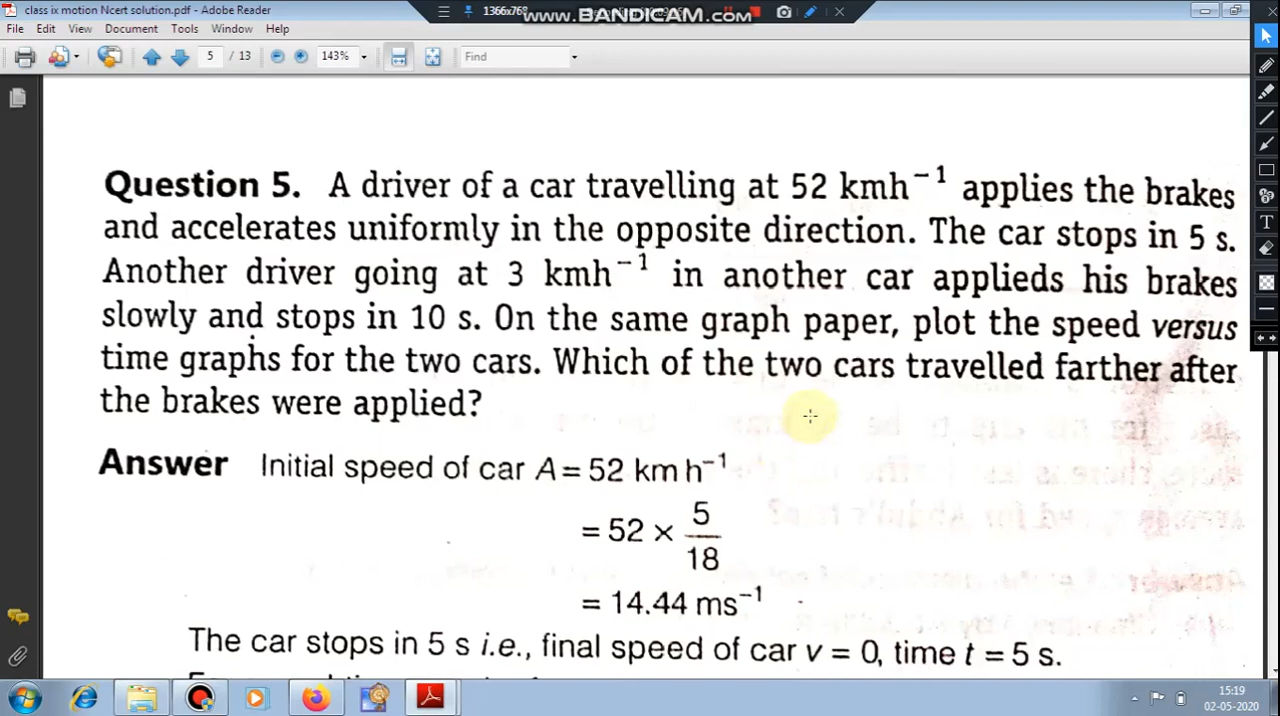 class ix motion Ncert solution.pdf - Adobe Reader
1366x768
www.BANDICAM.com
File Edit View Document Tools Window Help
5 / 13 143% Find
Question 5. A driver of a car travelling at 52 kmh⁻¹ applies the brakes
and accelerates uniformly in the opposite direction. The car stops in 5 s.
Another driver going at 3 kmh⁻¹ in another car applieds his brakes
slowly and stops in 10 s. On the same graph paper, plot the speed versus
time graphs for the two cars. Which of the two cars travelled farther after
the brakes were applied?
Answer Initial speed of car A = 52 km h⁻¹
= 52 × 5/18
= 14.44 ms⁻¹
The car stops in 5 s i.e., final speed of car v = 0, time t = 5 s.
15:19
02-05-2020